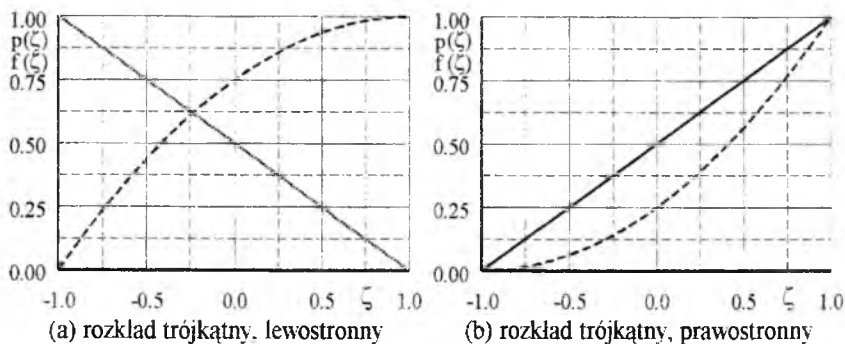 1.00
p(ζ)
f(ζ)
0.75
0.50
0.25
0.00
-1.0 -0.5 0.0 0.5 ζ 1.0
(a) rozkład trójkątny, lewostronny
1.00
p(ζ)
f(ζ)
0.75
0.50
0.25
0.00
-1.0 -0.5 0.0 0.5 ζ 1.0
(b) rozkład trójkątny, prawostronny